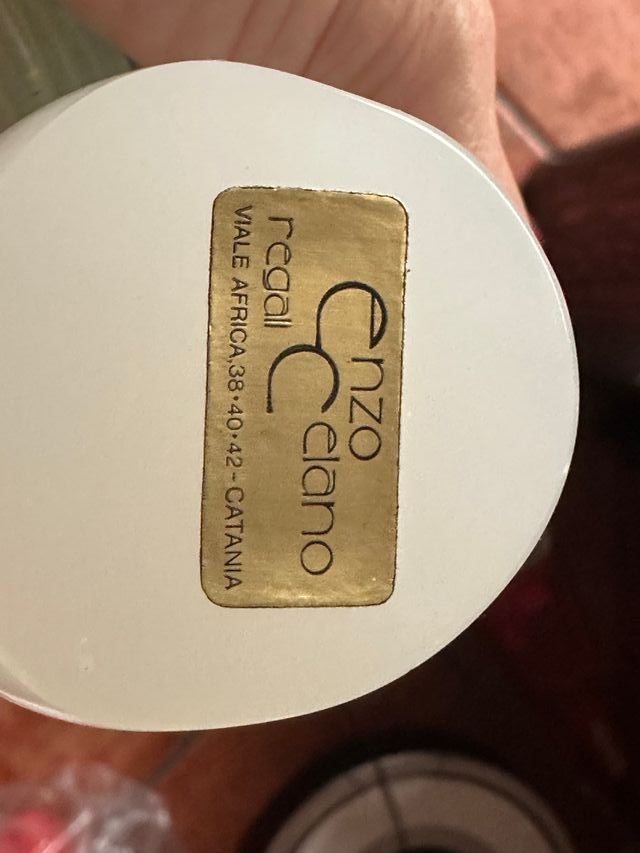 enzo
regali Celano
VIALE AFRICA,38•40•42-CATANIA